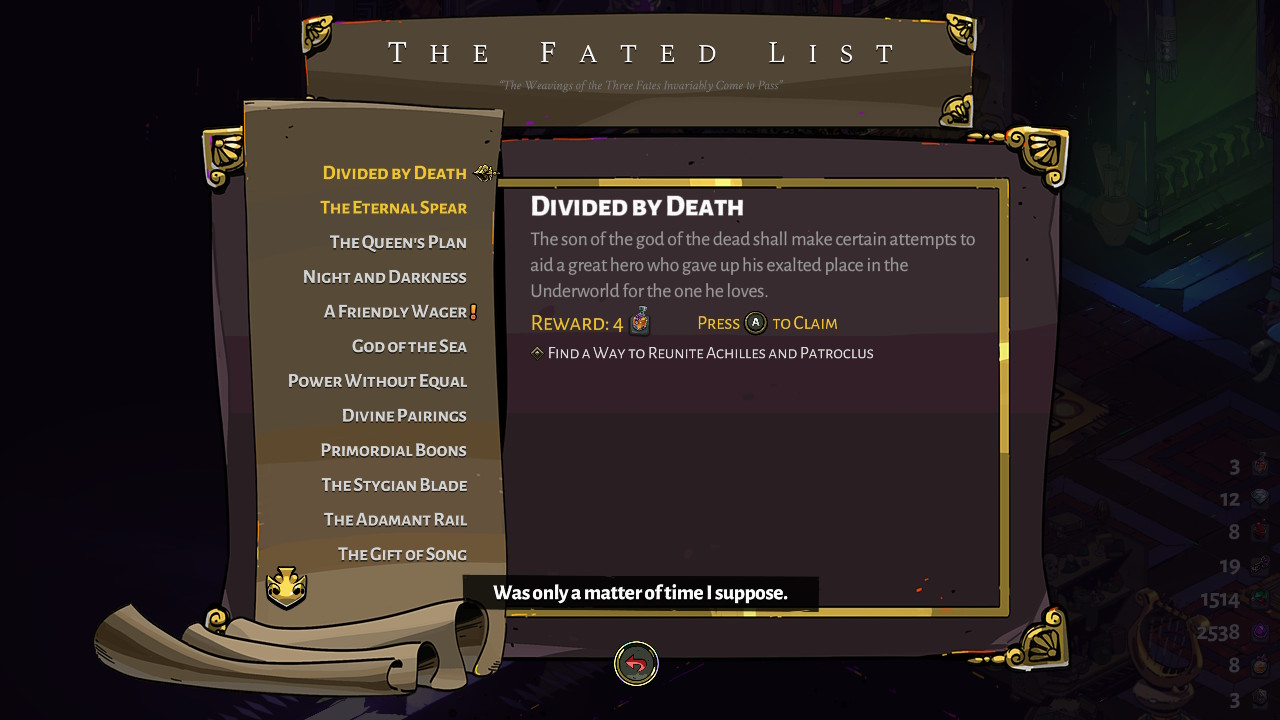 The Fated List
"The Weavings of the Three Fates Invariably Come to Pass"
Divided by Death
The Eternal Spear
The Queen's Plan
Night and Darkness
A Friendly Wager!
God of the Sea
Power Without Equal
Divine Pairings
Primordial Boons
The Stygian Blade
The Adamant Rail
The Gift of Song
Divided by Death
The son of the god of the dead shall make certain attempts to
aid a great hero who gave up his exalted place in the
Underworld for the one he loves.
Reward: 4 Press A to Claim
Find a Way to Reunite Achilles and Patroclus
Was only a matter of time I suppose.
3
12
8
19
1514
2538
8
3